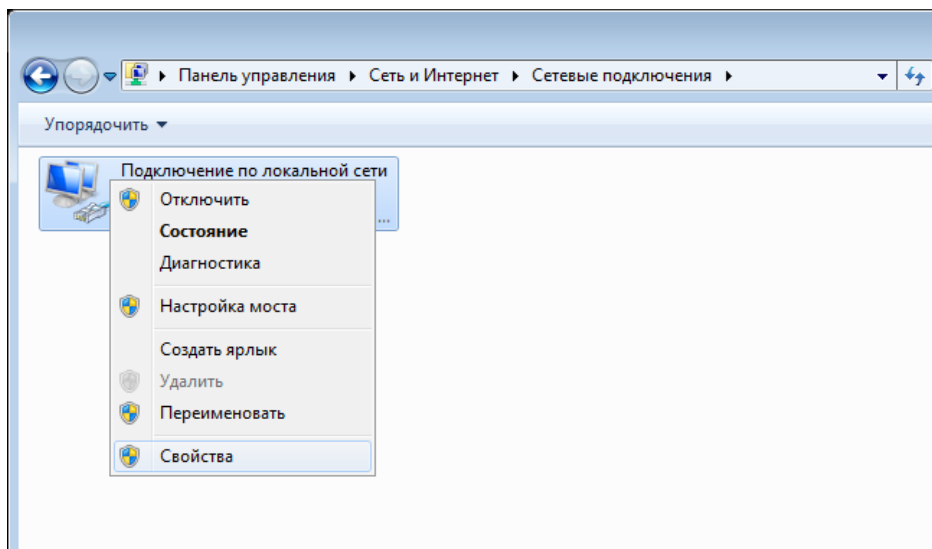 Панель управления ▸ Сеть и Интернет ▸ Сетевые подключения ▸
Упорядочить
Подключение по локальной сети
...
Отключить
Состояние
Диагностика
Настройка моста
Создать ярлык
Удалить
Переименовать
Свойства